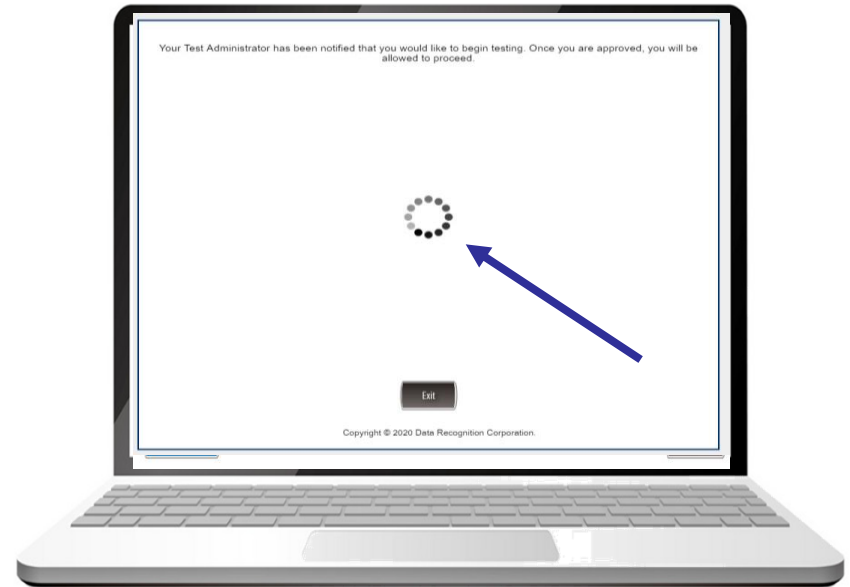 Your Test Administrator has been notified that you would like to begin testing. Once you are approved, you will be
allowed to proceed.
Exit
Copyright © 2020 Data Recognition Corporation.